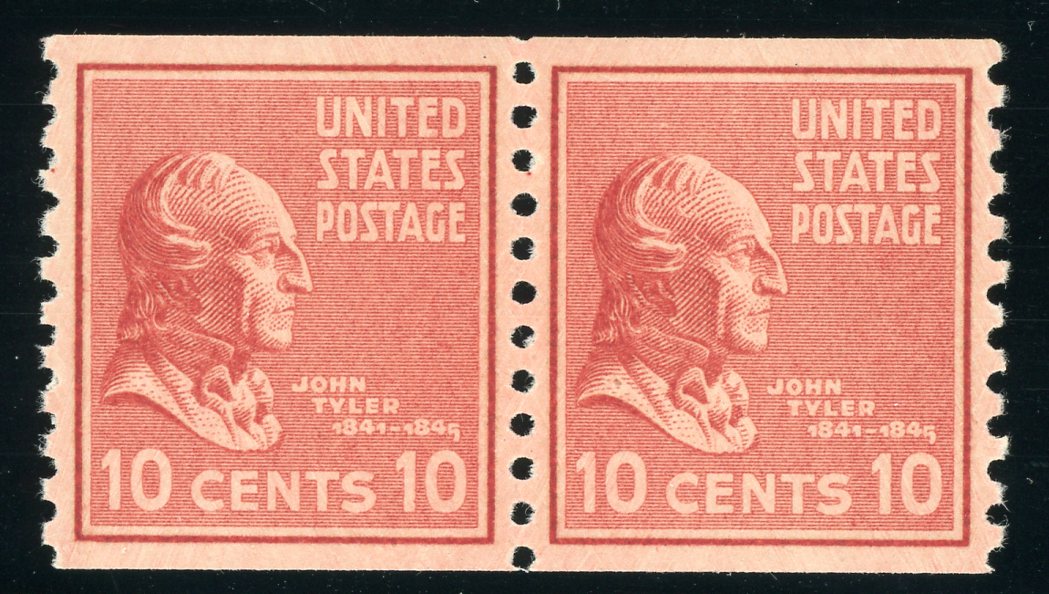 UNITED
STATES
POSTAGE
JOHN
TYLER
1841-1845
10 CENTS 10
UNITED
STATES
POSTAGE
JOHN
TYLER
1841-1845
10 CENTS 10